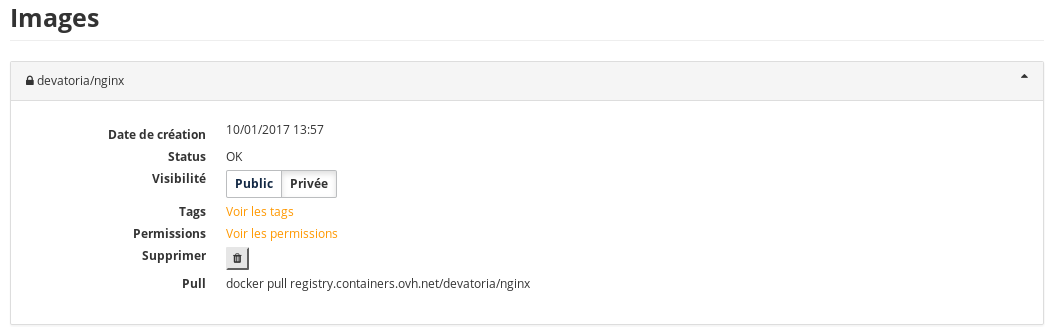 Images
devatoria/nginx
Date de création 10/01/2017 13:57
Status OK
Visibilité Public Privée
Tags Voir les tags
Permissions Voir les permissions
Supprimer
Pull docker pull registry.containers.ovh.net/devatoria/nginx